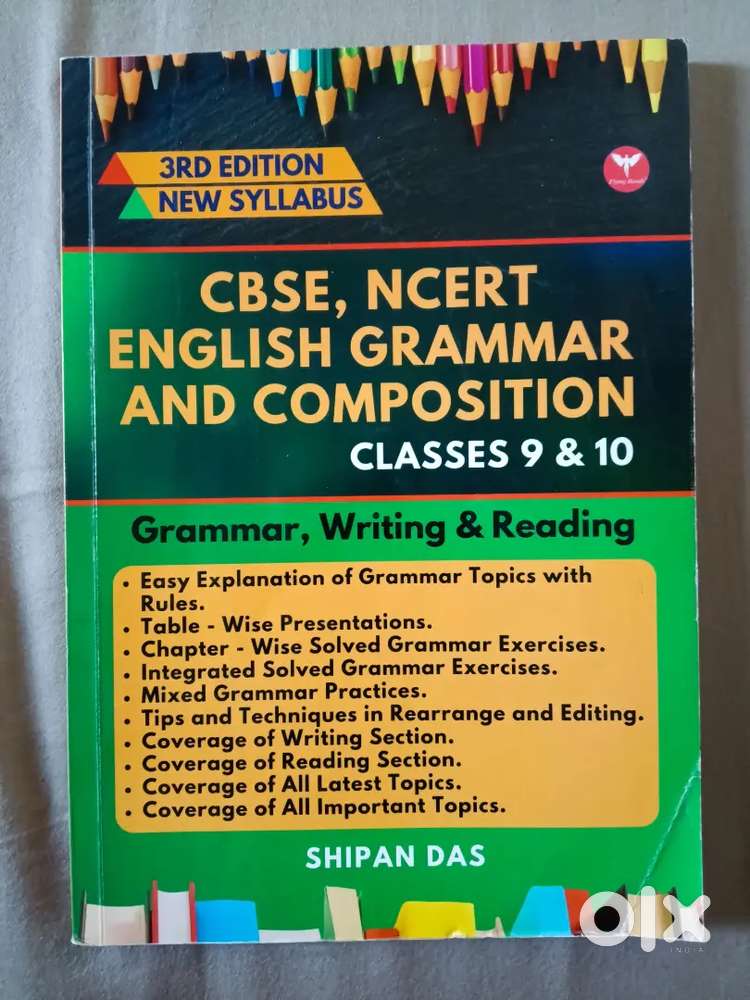 3RD EDITION
NEW SYLLABUS
CBSE, NCERT
ENGLISH GRAMMAR
AND COMPOSITION
CLASSES 9 & 10
Grammar, Writing & Reading
• Easy Explanation of Grammar Topics with
Rules.
• Table - Wise Presentations.
• Chapter - Wise Solved Grammar Exercises.
• Integrated Solved Grammar Exercises.
• Mixed Grammar Practices.
• Tips and Techniques in Rearrange and Editing.
• Coverage of Writing Section.
• Coverage of Reading Section.
• Coverage of All Latest Topics.
• Coverage of All Important Topics.
SHIPAN DAS
olx
INDIA